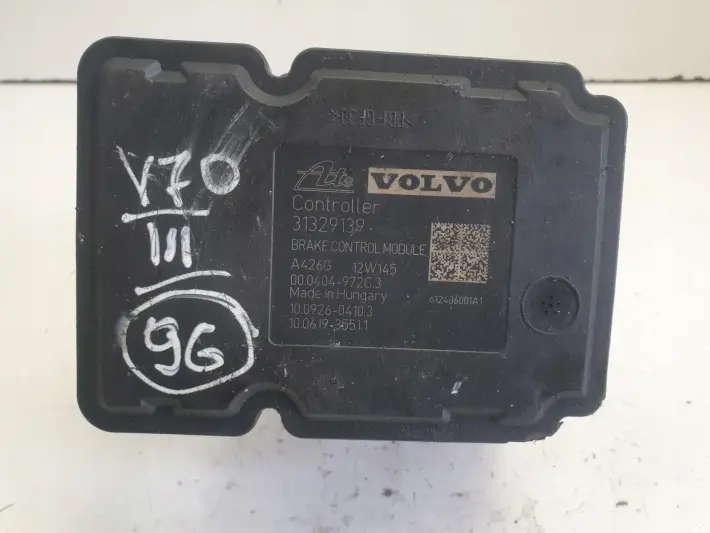 V70
III
96
Ate VOLVO
Controller
31329139
BRAKE CONTROL MODULE
A426G 12W145
00.0404-972C.3
Made in Hungary
10.0926-0410.3
10.0619-3551.1
612406001A1